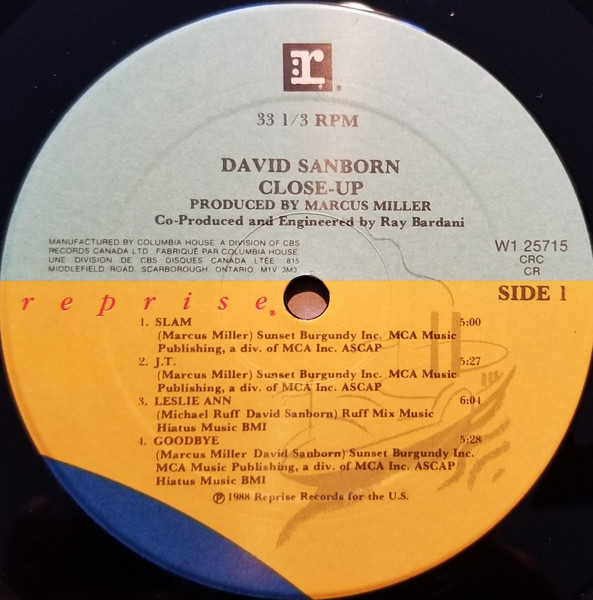 r
33 1/3 RPM
DAVID SANBORN
CLOSE-UP
PRODUCED BY MARCUS MILLER
Co-Produced and Engineered by Ray Bardani
MANUFACTURED BY COLUMBIA HOUSE A DIVISION OF CBS
RECORDS CANADA LTD. FABRIQUÉ PAR COLUMBIA HOUSE
UNE DIVISION DE CBS DISQUES CANADA LTÉE 815
MIDDLEFIELD ROAD, SCARBOROUGH, ONTARIO M1V 3M3
W1 25715
CRC
CR
reprise®
SIDE 1
1. SLAM 5:00
(Marcus Miller) Sunset Burgundy Inc. MCA Music
Publishing, a div. of MCA Inc. ASCAP
2. J.T. 5:27
(Marcus Miller) Sunset Burgundy Inc. MCA Music
Publishing, a div. of MCA Inc. ASCAP
3. LESLIE ANN 6:04
(Michael Ruff David Sanborn) Ruff Mix Music
Hiatus Music BMI
4. GOODBYE 5:28
(Marcus Miller David Sanborn) Sunset Burgundy Inc.
MCA Music Publishing, a div. of MCA Inc. ASCAP
Hiatus Music BMI
℗ 1988 Reprise Records for the U.S.